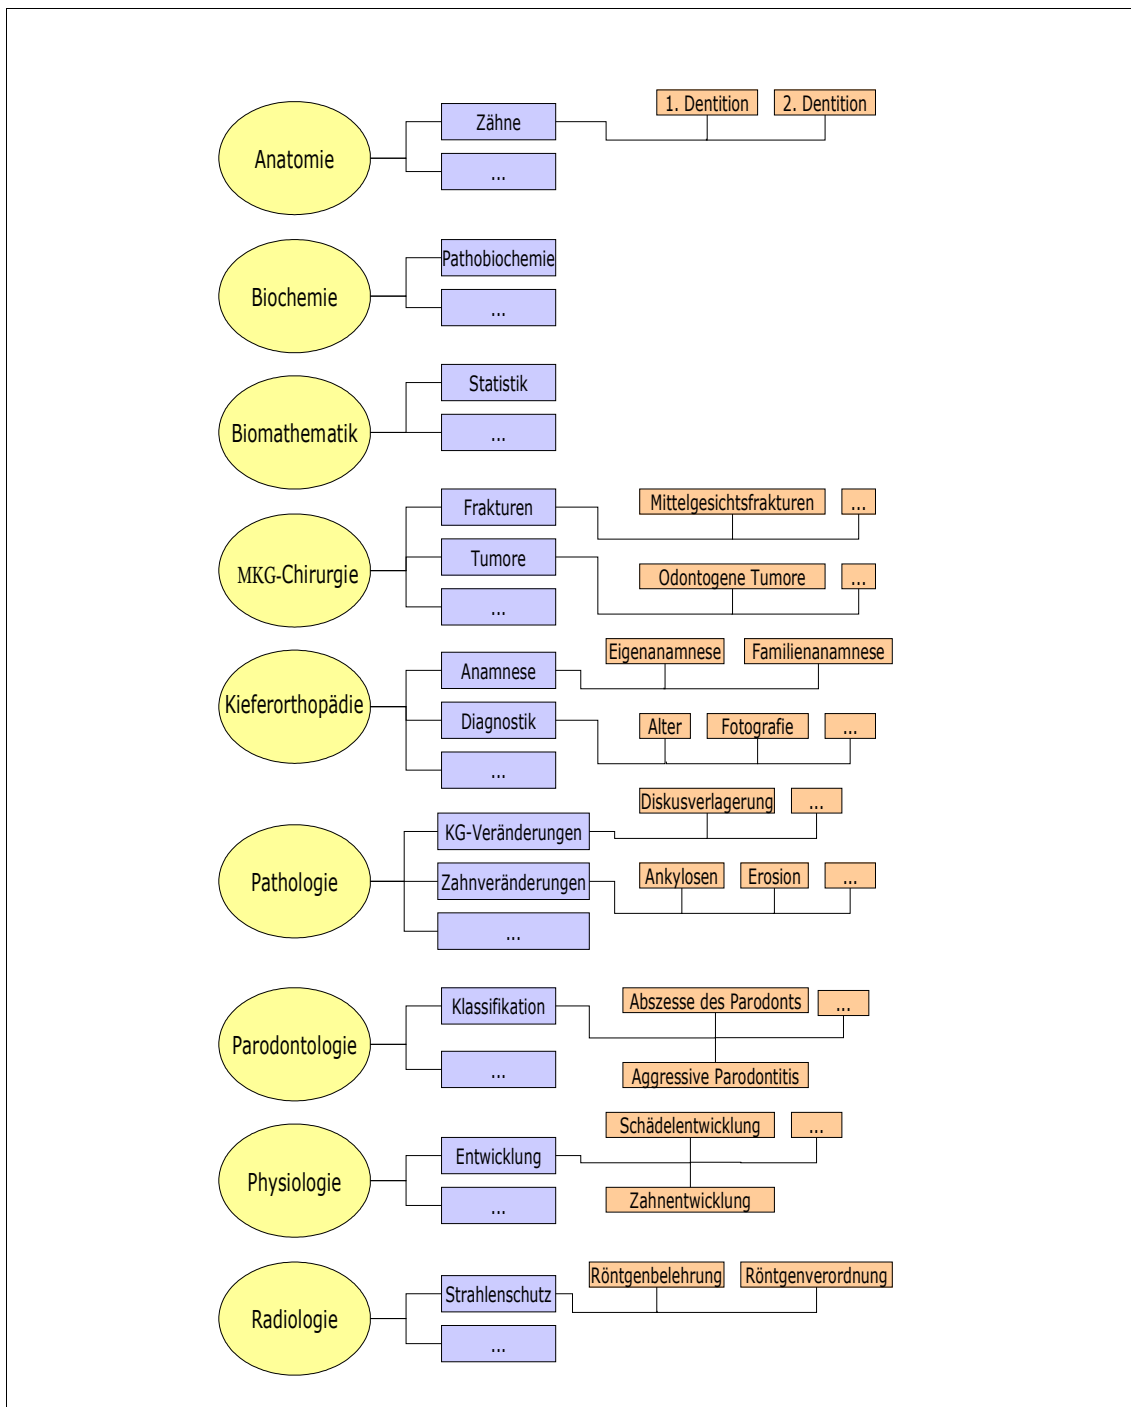 1. Dentition
2. Dentition
Zähne
Anatomie
...
Pathobiochemie
Biochemie
...
Statistik
Biomathematik
...
Frakturen
Mittelgesichtsfrakturen
...
MKG-Chirurgie
Tumore
Odontogene Tumore
...
...
Kieferorthopädie
Anamnese
Eigenanamnese
Familienanamnese
Diagnostik
Alter
Fotografie
...
...
Pathologie
KG-Veränderungen
Diskusverlagerung
...
Zahnveränderungen
Ankylosen
Erosion
...
...
Parodontologie
Klassifikation
Abszesse des Parodonts
...
Aggressive Parodontitis
...
Physiologie
Entwicklung
Schädelentwicklung
...
Zahnentwicklung
...
Radiologie
Strahlenschutz
Röntgenbelehrung
Röntgenverordnung
...